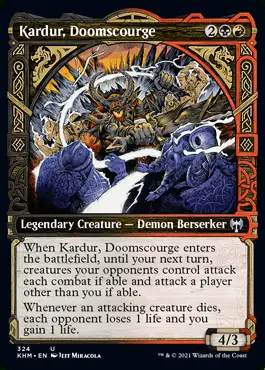 Kardur, Doomscourge 2
Legendary Creature — Demon Berserker
When Kardur, Doomscourge enters
the battlefield, until your next turn,
creatures your opponents control attack
each combat if able and attack a player
other than you if able.
Whenever an attacking creature dies,
each opponent loses 1 life and you
gain 1 life.
4/3
324 U
KHM • EN Jeff Miracola
™ & © 2021 Wizards of the Coast